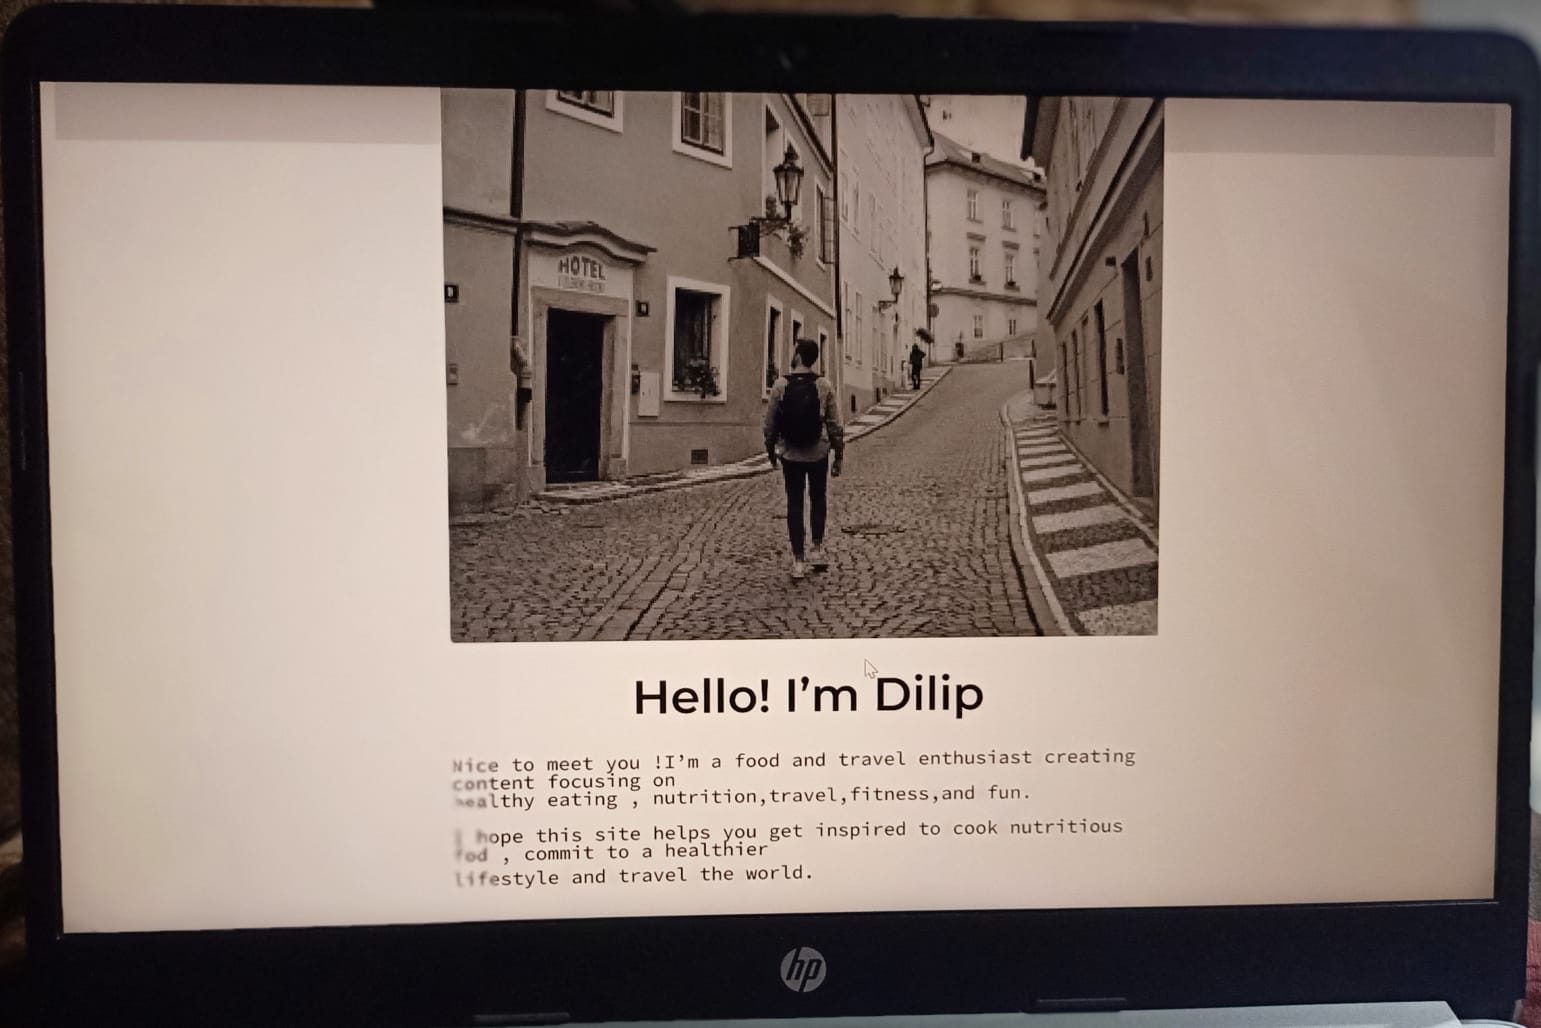 HOTEL
Hello! I'm Dilip
Nice to meet you !I'm a food and travel enthusiast creating
content focusing on
healthy eating , nutrition,travel,fitness,and fun.
I hope this site helps you get inspired to cook nutritious
fod , commit to a healthier
lifestyle and travel the world.
hp